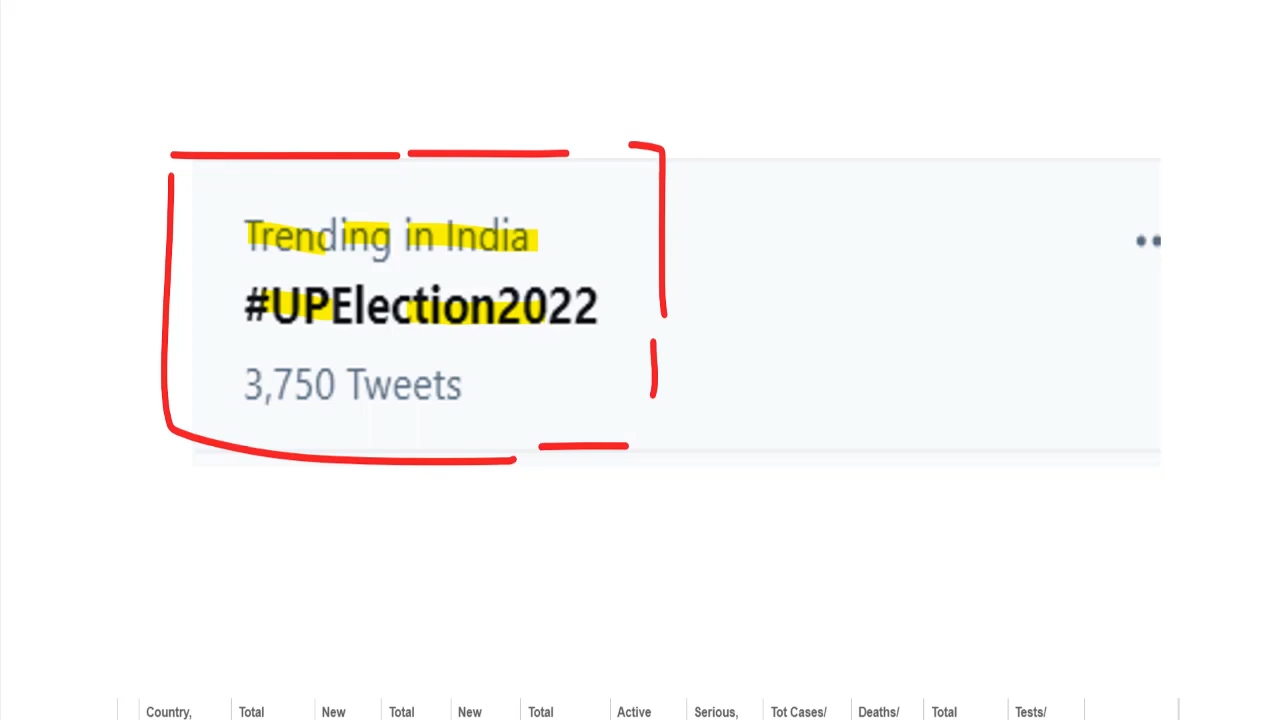 Trending in India
#UPElection2022
3,750 Tweets
Country, Total New Total New Total Active Serious, Tot Cases/ Deaths/ Total Tests/